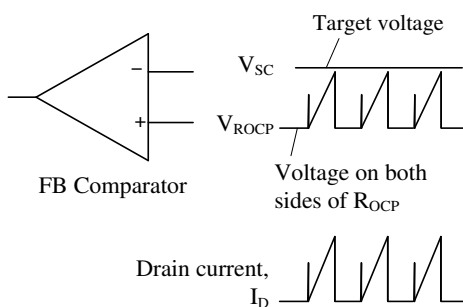 Target voltage
V_SC
−
+
V_ROCP
FB Comparator
Voltage on both
sides of R_OCP
Drain current,
I_D